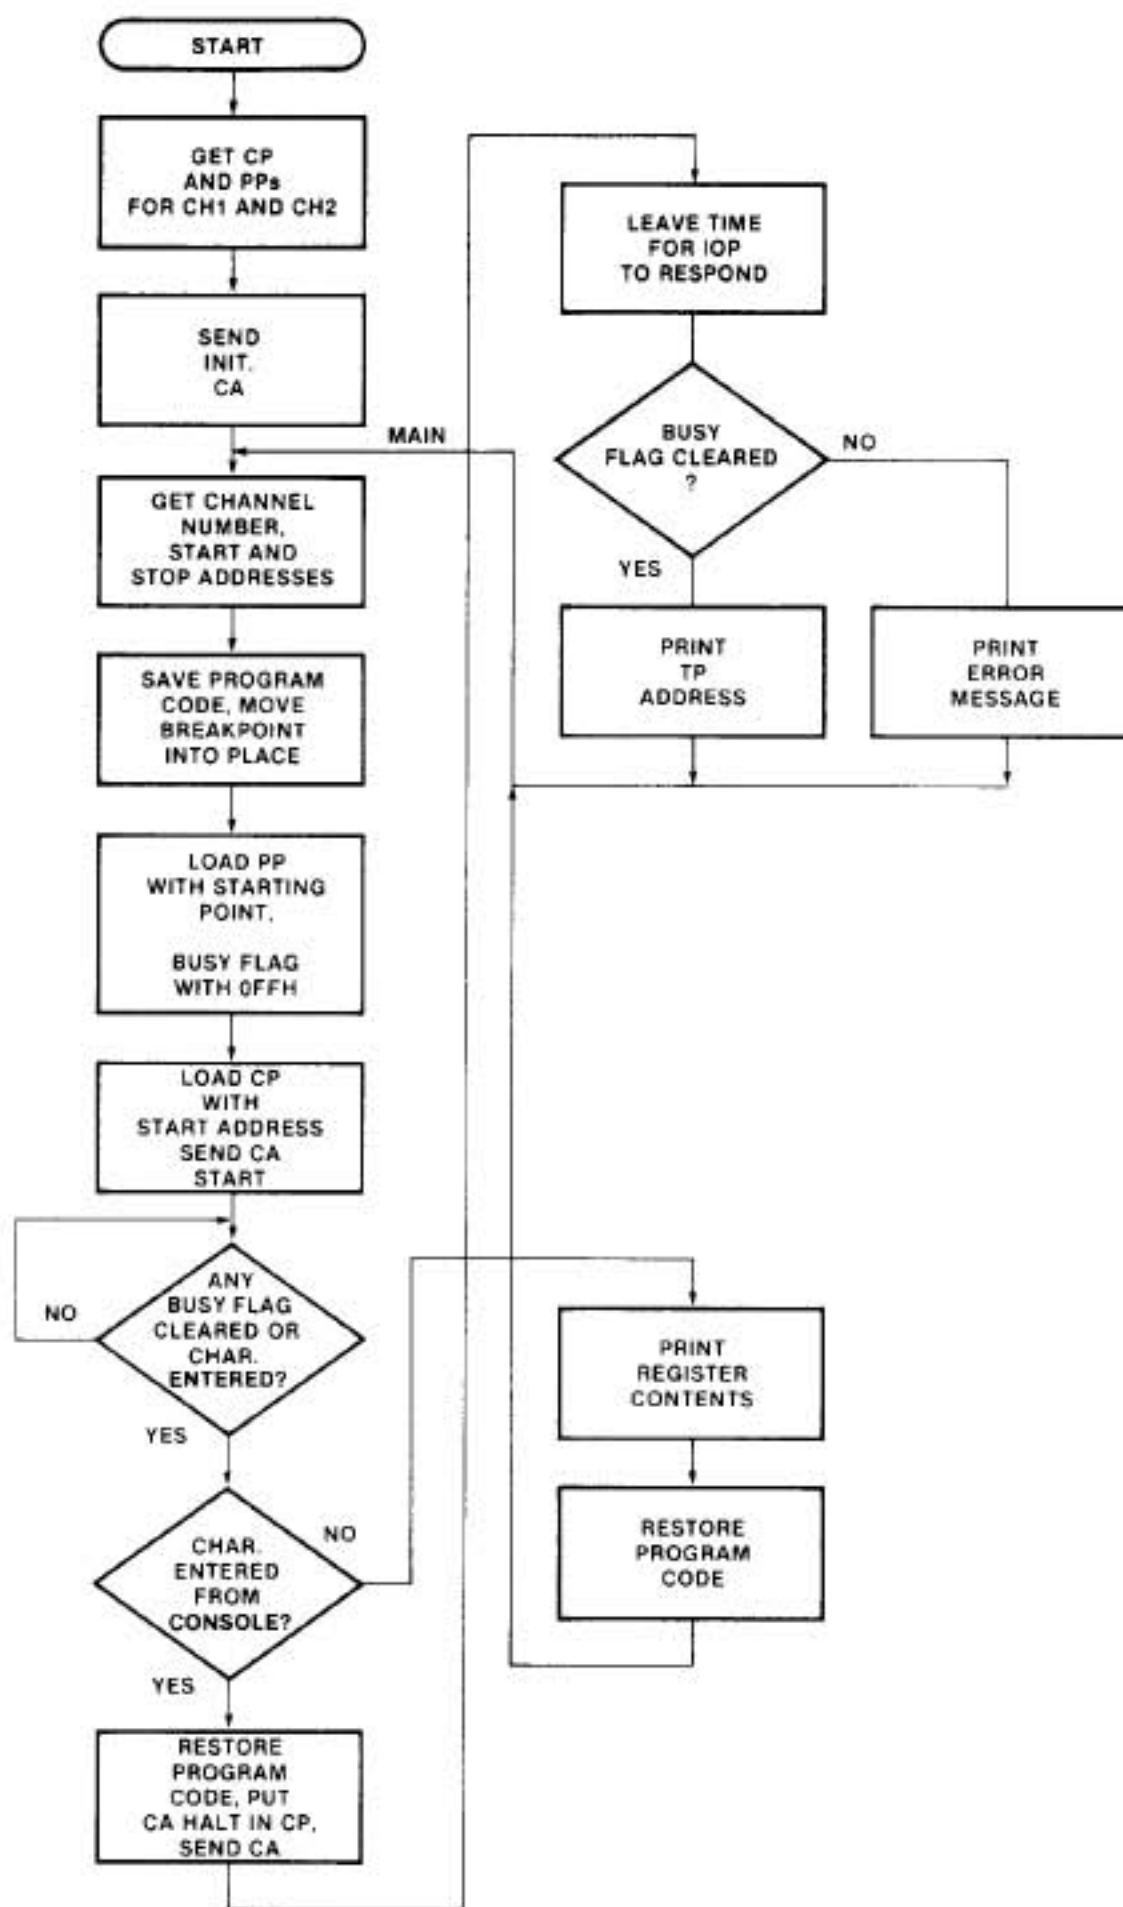 START
GET CP
AND PPs
FOR CH1 AND CH2
SEND
INIT.
CA
MAIN
GET CHANNEL
NUMBER,
START AND
STOP ADDRESSES
SAVE PROGRAM
CODE, MOVE
BREAKPOINT
INTO PLACE
LOAD PP
WITH STARTING
POINT.
BUSY FLAG
WITH 0FFH
LOAD CP
WITH
START ADDRESS
SEND CA
START
ANY
BUSY FLAG
CLEARED OR
CHAR.
ENTERED?
NO
YES
CHAR.
ENTERED
FROM
CONSOLE?
NO
YES
RESTORE
PROGRAM
CODE, PUT
CA HALT IN CP,
SEND CA
LEAVE TIME
FOR IOP
TO RESPOND
BUSY
FLAG CLEARED
?
NO
YES
PRINT
TP
ADDRESS
PRINT
ERROR
MESSAGE
PRINT
REGISTER
CONTENTS
RESTORE
PROGRAM
CODE